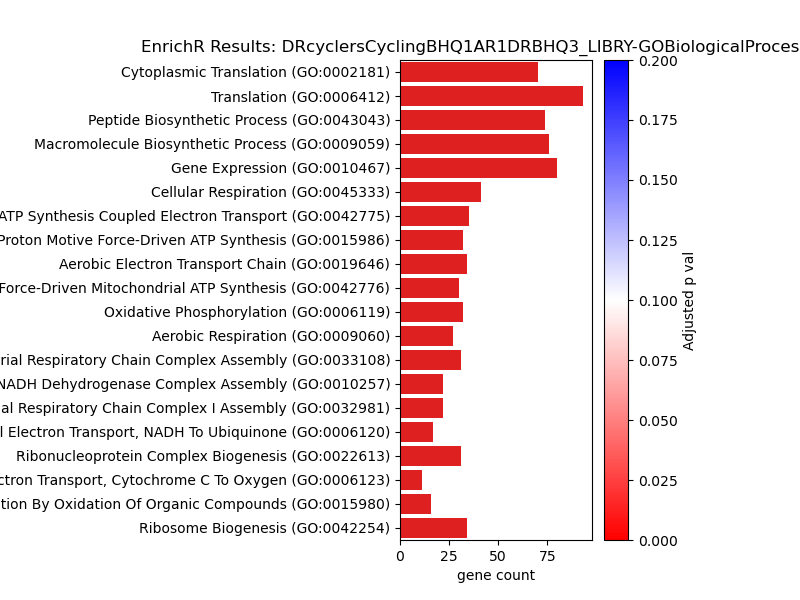 EnrichR Results: DRcyclersCyclingBHQ1AR1DRBHQ3_LIBRY-GOBiologicalProces
Cytoplasmic Translation (GO:0002181)
Translation (GO:0006412)
Peptide Biosynthetic Process (GO:0043043)
Macromolecule Biosynthetic Process (GO:0009059)
Gene Expression (GO:0010467)
Cellular Respiration (GO:0045333)
ATP Synthesis Coupled Electron Transport (GO:0042775)
Proton Motive Force-Driven ATP Synthesis (GO:0015986)
Aerobic Electron Transport Chain (GO:0019646)
Force-Driven Mitochondrial ATP Synthesis (GO:0042776)
Oxidative Phosphorylation (GO:0006119)
Aerobic Respiration (GO:0009060)
rial Respiratory Chain Complex Assembly (GO:0033108)
NADH Dehydrogenase Complex Assembly (GO:0010257)
al Respiratory Chain Complex I Assembly (GO:0032981)
l Electron Transport, NADH To Ubiquinone (GO:0006120)
Ribonucleoprotein Complex Biogenesis (GO:0022613)
ctron Transport, Cytochrome C To Oxygen (GO:0006123)
tion By Oxidation Of Organic Compounds (GO:0015980)
Ribosome Biogenesis (GO:0042254)
0 25 50 75
gene count
0.200
0.175
0.150
0.125
0.100
0.075
0.050
0.025
0.000
Adjusted p val